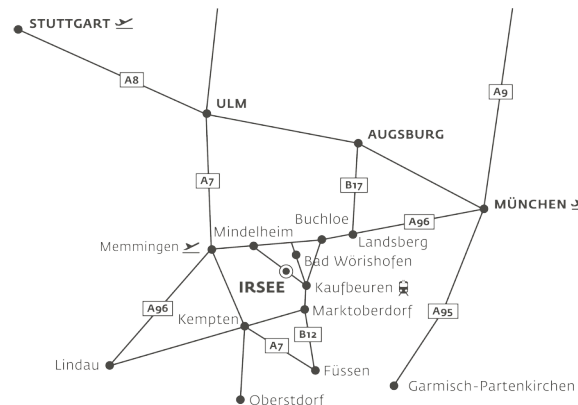 STUTTGART
A8
A9
ULM
AUGSBURG
A7
B17
MÜNCHEN
Buchloe
A96
Mindelheim
Landsberg
Memmingen
Bad Wörishofen
IRSEE
Kaufbeuren
A96
Marktoberdorf
A95
Kempten
B12
A7
Lindau
Füssen
Garmisch-Partenkirchen
Oberstdorf